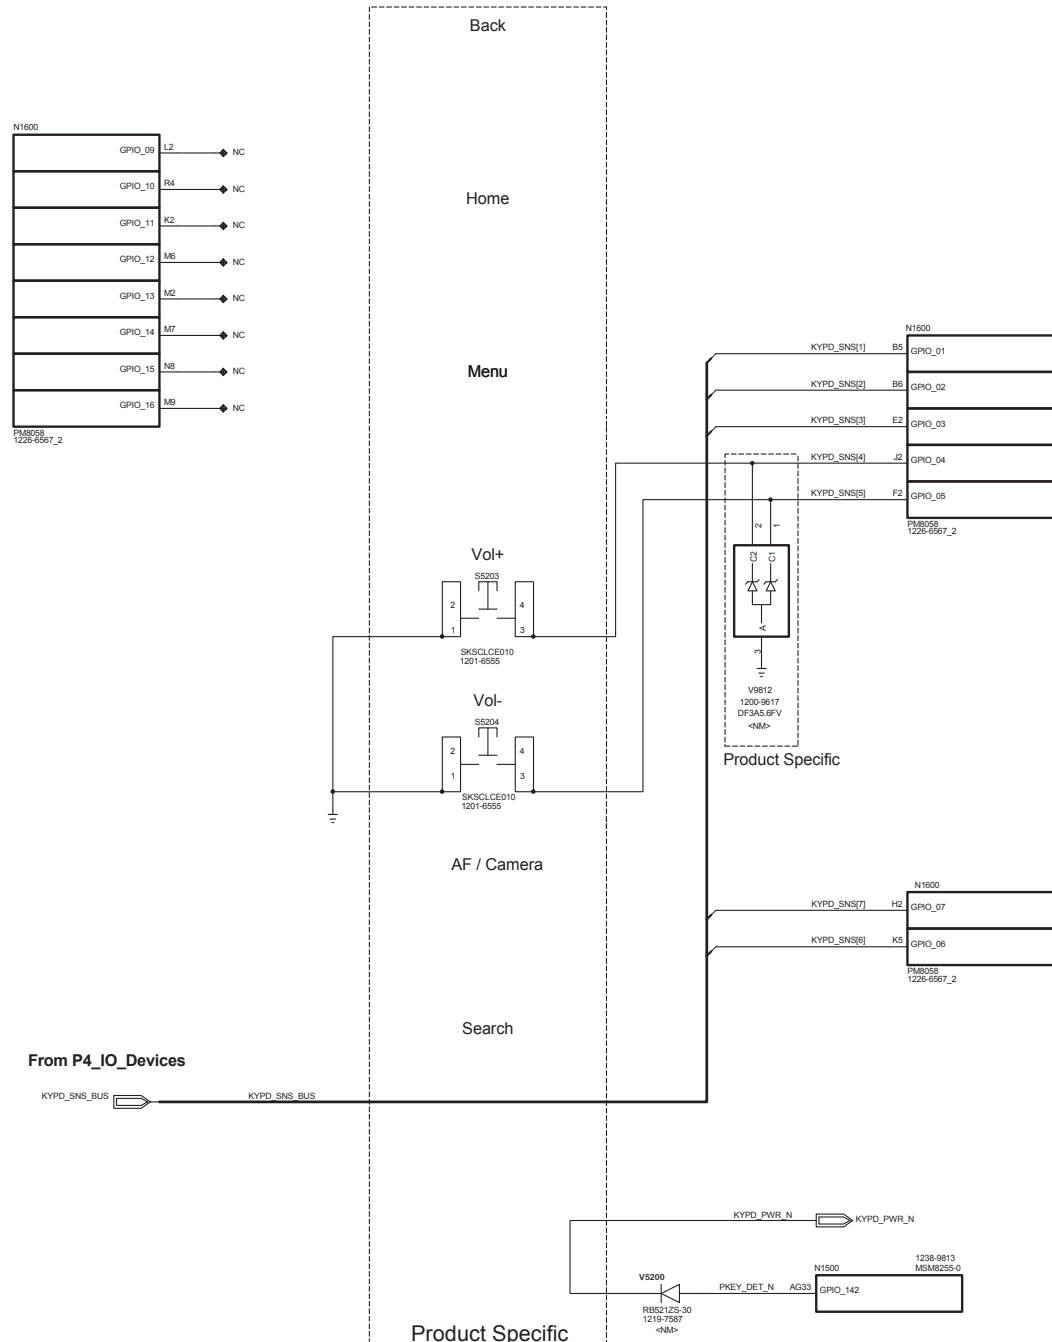 Back
N1600
GPIO_09 L2 NC
GPIO_10 R4 NC
GPIO_11 K2 NC
GPIO_12 M6 NC
GPIO_13 M2 NC
GPIO_14 M7 NC
GPIO_15 N8 NC
GPIO_16 M9 NC
PM8058
1226-6567_2
Home
Menu
N1600
KYPD_SNS[1] B5 GPIO_01
KYPD_SNS[2] B6 GPIO_02
KYPD_SNS[3] E2 GPIO_03
KYPD_SNS[4] J2 GPIO_04
KYPD_SNS[5] F2 GPIO_05
PM8058
1226-6567_2
2 1
C2 C1
A
3
V9812
1200-9617
DF3A5.6FV
<NM>
Product Specific
Vol+
S5203
2 4
1 3
SKSCLCE010
1201-6555
Vol-
S5204
2 4
1 3
SKSCLCE010
1201-6555
AF / Camera
N1600
KYPD_SNS[7] H2 GPIO_07
KYPD_SNS[6] K5 GPIO_06
PM8058
1226-6567_2
Search
From P4_IO_Devices
KYPD_SNS_BUS KYPD_SNS_BUS
KYPD_PWR_N KYPD_PWR_N
1238-9813
N1500 MSM8255-0
V5200 PKEY_DET_N AG33 GPIO_142
RB521ZS-30
1219-7587
<NM>
Product Specific